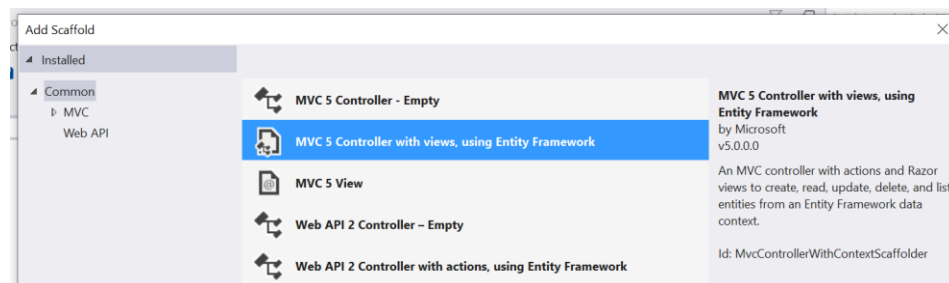 Add Scaffold
Installed
Common
MVC
Web API
MVC 5 Controller - Empty
MVC 5 Controller with views, using Entity Framework
MVC 5 View
Web API 2 Controller – Empty
Web API 2 Controller with actions, using Entity Framework
MVC 5 Controller with views, using
Entity Framework
by Microsoft
v5.0.0.0
An MVC controller with actions and Razor
views to create, read, update, delete, and list
entities from an Entity Framework data
context.
Id: MvcControllerWithContextScaffolder